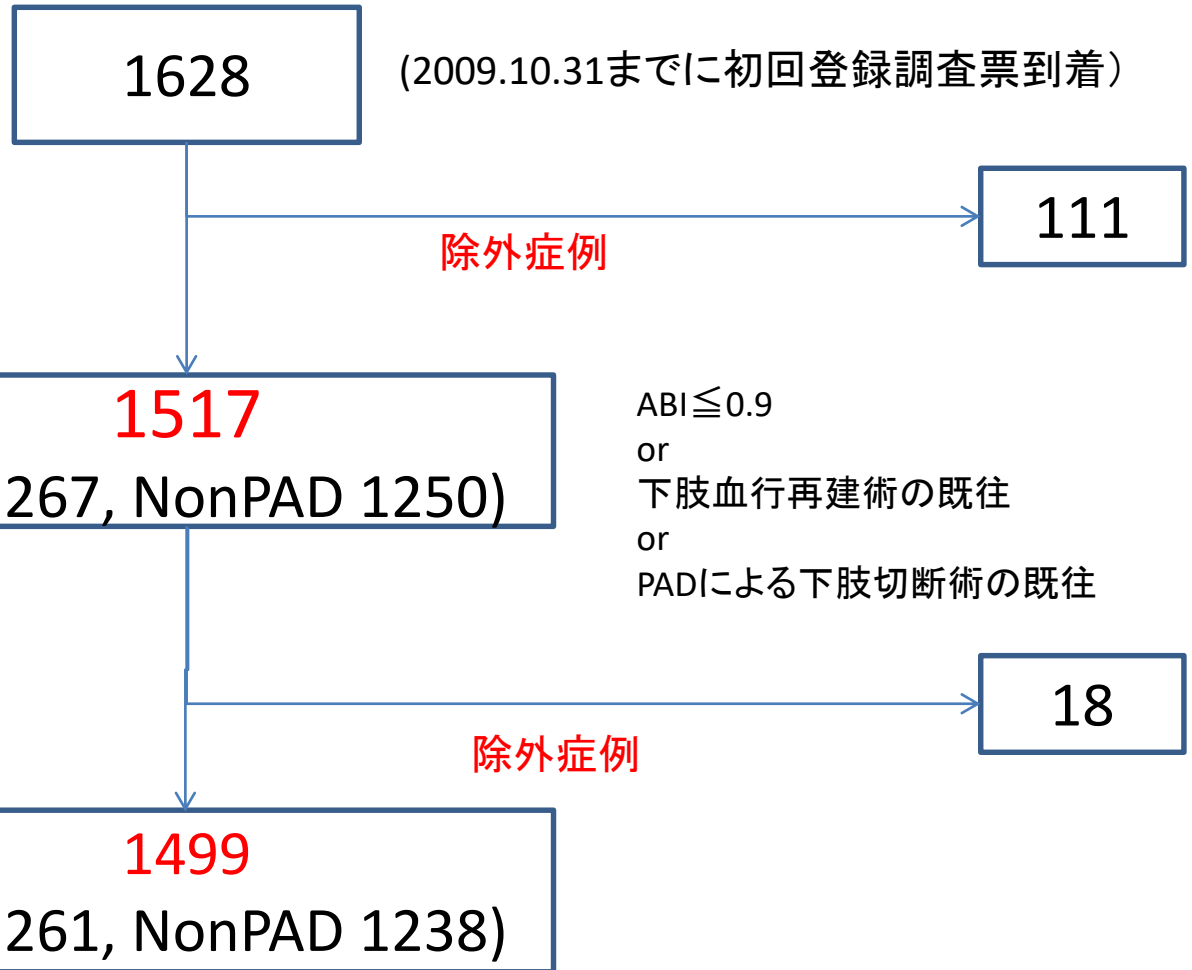 1628
(2009.10.31までに初回登録調査票到着）
111
除外症例
1517
267, NonPAD 1250)
ABI≦0.9
or
下肢血行再建術の既往
or
PADによる下肢切断術の既往
18
除外症例
1499
261, NonPAD 1238)